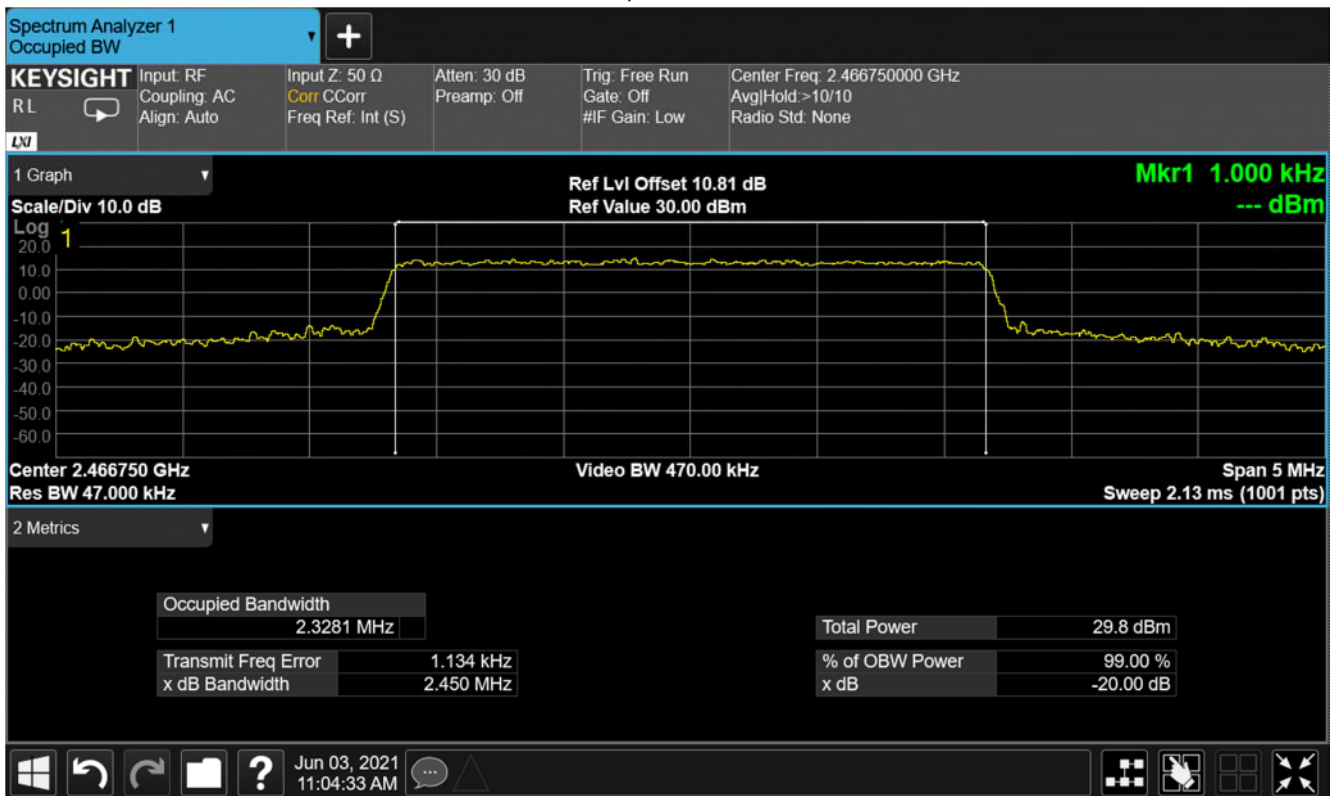 Spectrum Analyzer 1
Occupied BW
+
KEYSIGHT
R L
LXI
Input: RF
Coupling: AC
Align: Auto
Input Z: 50 Ω
Corr CCorr
Freq Ref: Int (S)
Atten: 30 dB
Preamp: Off
Trig: Free Run
Gate: Off
#IF Gain: Low
Center Freq: 2.466750000 GHz
Avg|Hold:>10/10
Radio Std: None
1 Graph
Scale/Div 10.0 dB
Ref Lvl Offset 10.81 dB
Ref Value 30.00 dBm
Mkr1 1.000 kHz
--- dBm
Log
1
20.0
10.0
0.00
-10.0
-20.0
-30.0
-40.0
-50.0
-60.0
Center 2.466750 GHz
Res BW 47.000 kHz
Video BW 470.00 kHz
Span 5 MHz
Sweep 2.13 ms (1001 pts)
2 Metrics
Occupied Bandwidth
2.3281 MHz
Total Power 29.8 dBm
Transmit Freq Error 1.134 kHz
% of OBW Power 99.00 %
x dB Bandwidth 2.450 MHz
x dB -20.00 dB
?
Jun 03, 2021
11:04:33 AM